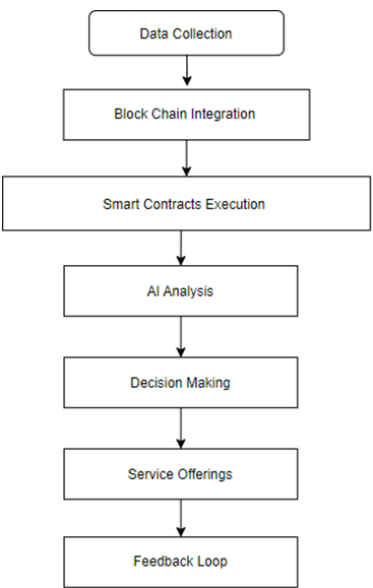 Data Collection
Block Chain Integration
Smart Contracts Execution
AI Analysis
Decision Making
Service Offerings
Feedback Loop